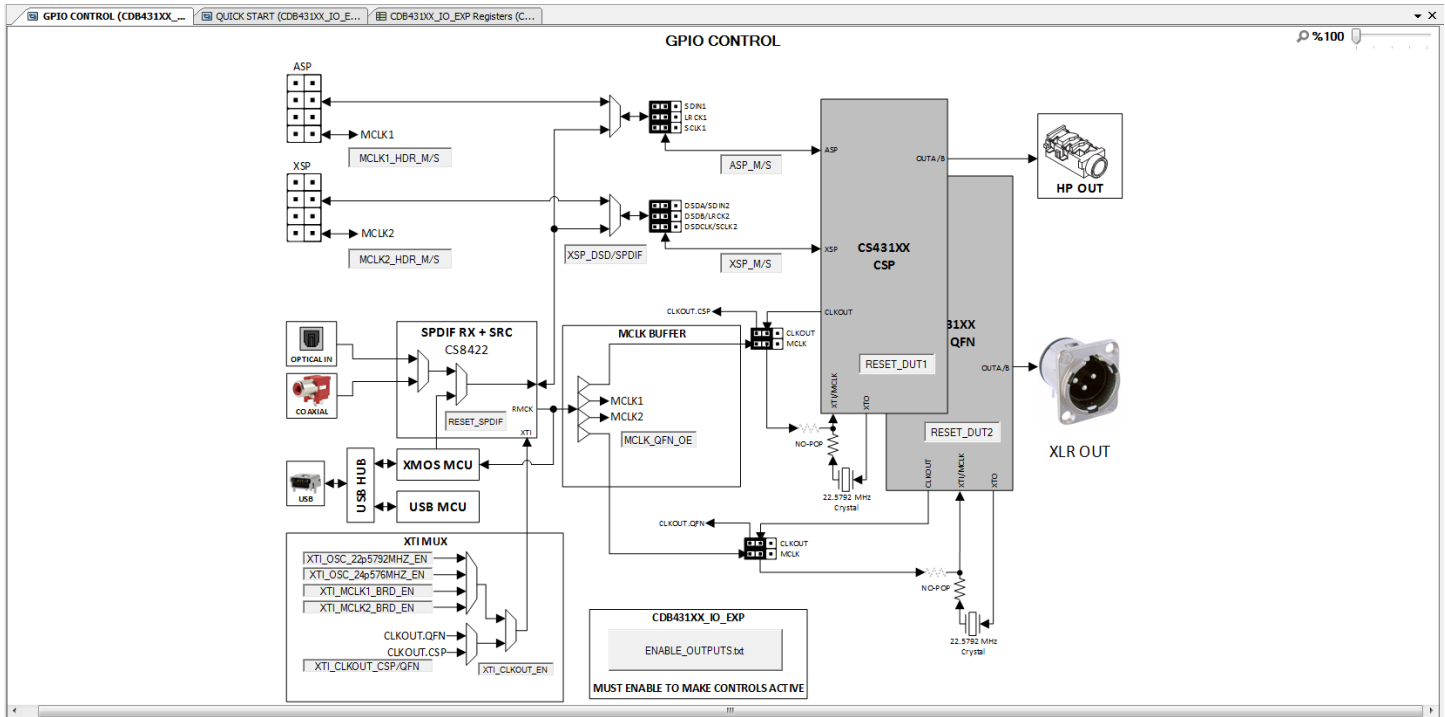 GPIO CONTROL (CDB431XX_...
QUICK START (CDB431XX_IO_E...
CDB431XX_IO_EXP Registers (C...
GPIO CONTROL
%100
ASP
MCLK1
MCLK1_HDR_M/S
XSP
MCLK2
MCLK2_HDR_M/S
SDIN1
LRCK1
SCLK1
ASP_M/S
DSDA/SDIN2
DSDB/LRCK2
DSDCLK/SCLK2
XSP_DSD/SPDIF
XSP_M/S
ASP
OUTA/B
XSP
CS431XX
CSP
CLKOUT
RESET_DUT1
XTI/MCLK
XTO
HP OUT
31XX
QFN
OUTA/B
RESET_DUT2
CLKOUT
XTI/MCLK
XTO
XLR OUT
OPTICAL IN
COAXIAL
SPDIF RX + SRC
CS8422
RESET_SPDIF
RMCK
XTI
MCLK BUFFER
MCLK1
MCLK2
MCLK_QFN_OE
CLKOUT.CSP
CLKOUT
MCLK
NO-POP
22.5792 MHz
Crystal
USB
USB HUB
XMOS MCU
USB MCU
CLKOUT.QFN
CLKOUT
MCLK
NO-POP
22.5792 MHz
Crystal
XTI MUX
XTI_OSC_22p5792MHZ_EN
XTI_OSC_24p576MHZ_EN
XTI_MCLK1_BRD_EN
XTI_MCLK2_BRD_EN
CLKOUT.QFN
CLKOUT.CSP
XTI_CLKOUT_CSP/QFN
XTI_CLKOUT_EN
CDB431XX_IO_EXP
ENABLE_OUTPUTS.txt
MUST ENABLE TO MAKE CONTROLS ACTIVE